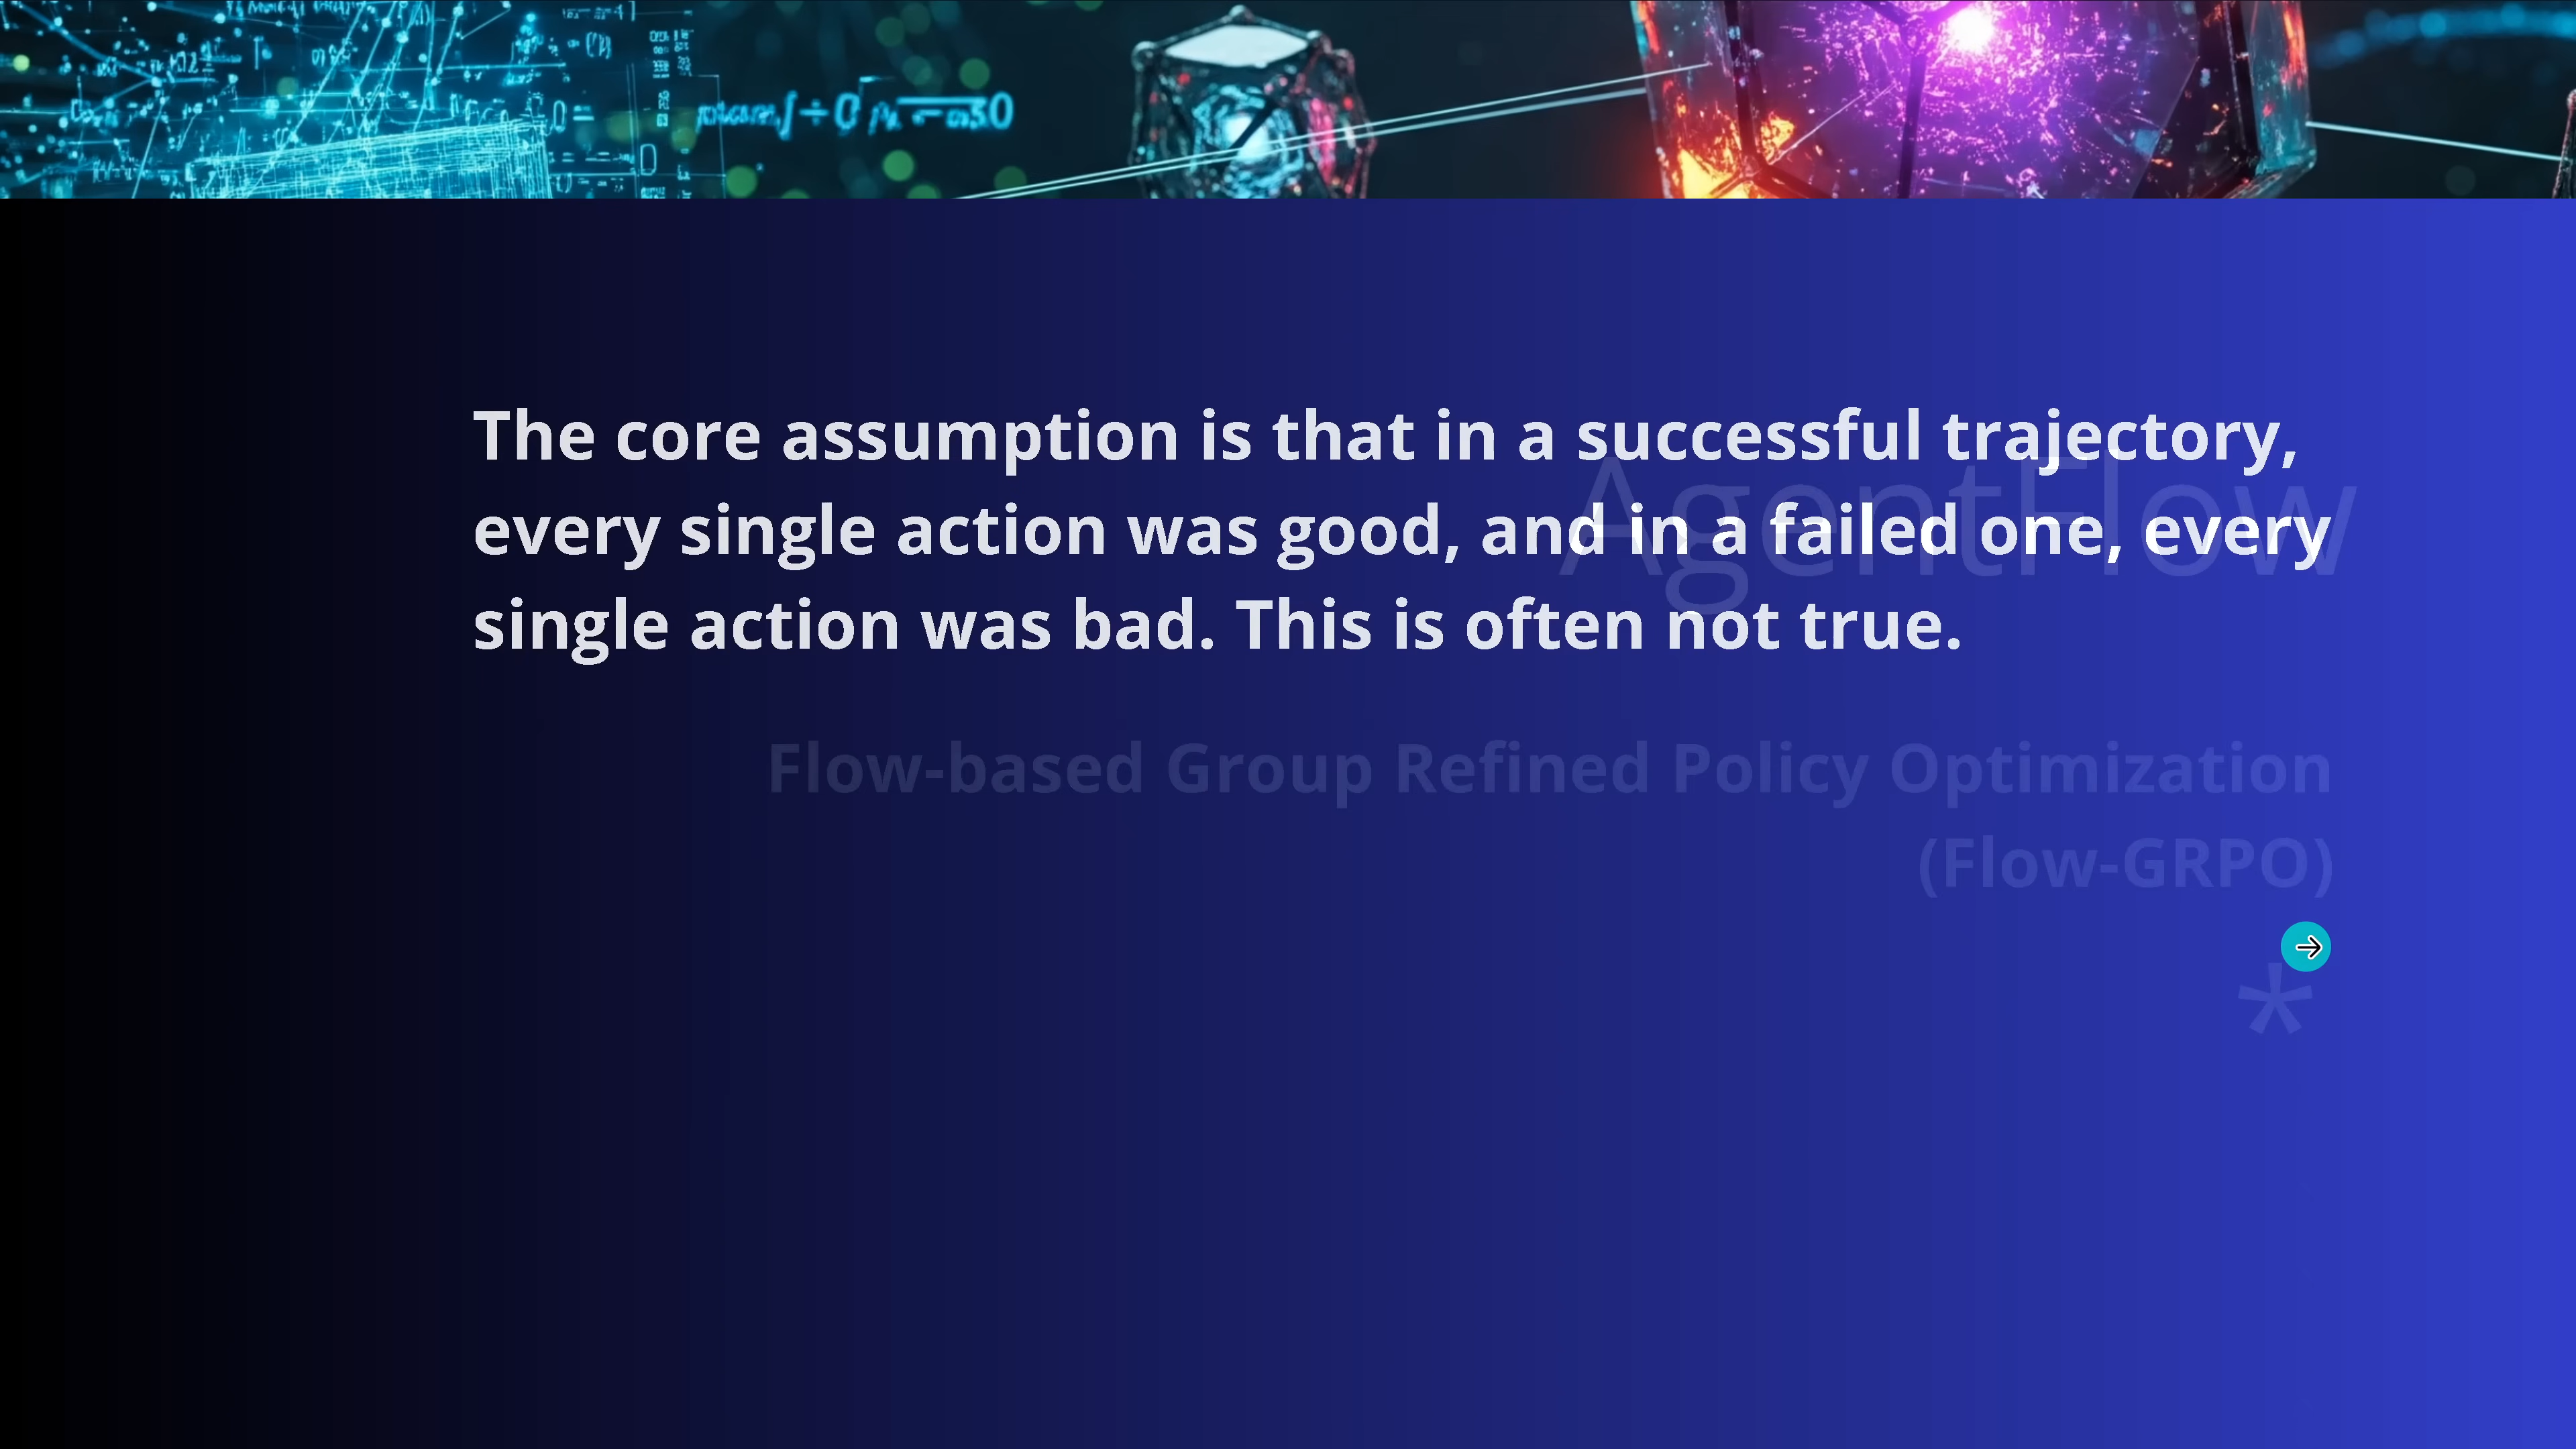 The core assumption is that in a successful trajectory,
every single action was good, and in a failed one, every
single action was bad. This is often not true.
AgentFlow
Flow-based Group Refined Policy Optimization
(Flow-GRPO)
*